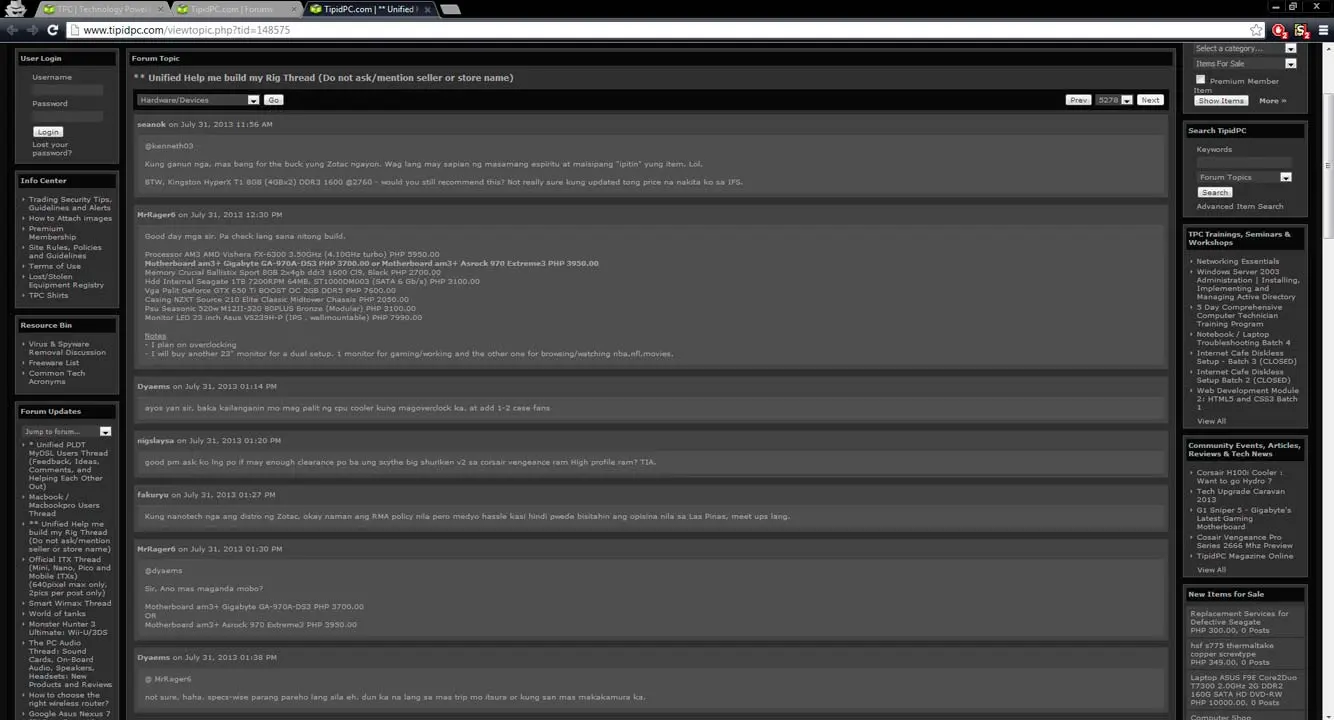 TPC | Technology Power
TipidPC.com | Forums
TipidPC.com | ** Unified
www.tipidpc.com/viewtopic.php?tid=148575
User Login
Username
Password
Login
Lost your
password?
Info Center
Trading Security Tips,
Guidelines and Alerts
How to Attach images
Premium
Membership
Site Rules, Policies
and Guidelines
Terms of Use
Lost/Stolen
Equipment Registry
TPC Shirts
Resource Bin
Virus & Spyware
Removal Discussion
Freeware List
Common Tech
Acronyms
Forum Updates
Jump to forum...
* Unified PLDT
MyDSL Users Thread
(Feedback, Ideas,
Comments, and
Helping Each Other
Out)
Macbook /
Macbookpro Users
Thread
** Unified Help me
build my Rig Thread
(Do not ask/mention
seller or store name)
Official ITX Thread
(Mini, Nano, Pico and
Mobile ITXs)
(640pixel max only,
2pics per post only)
Smart Wimax Thread
World of tanks
Monster Hunter 3
Ultimate: Wii-U/3DS
The PC Audio
Thread: Sound
Cards, On-Board
Audio, Speakers,
Headsets: New
Products and Reviews
How to choose the
right wireless router?
Google Asus Nexus 7
Forum Topic
** Unified Help me build my Rig Thread (Do not ask/mention seller or store name)
Hardware/Devices
Go
Prev
5278
Next
seanok on July 31, 2013 11:56 AM
@kenneth03
Kung ganun nga, mas bang for the buck yung Zotac ngayon. Wag lang may sapian ng masamang espiritu at maisipang "ipitin" yung item. Lol.
BTW, Kingston HyperX T1 8GB (4GBx2) DDR3 1600 @2760 - would you still recommend this? Not really sure kung updated tong price na nakita ko sa IFS.
MrRager6 on July 31, 2013 12:30 PM
Good day mga sir. Pa check lang sana nitong build.
Processor AM3 AMD Vishera FX-6300 3.50GHz (4.10GHz turbo) PHP 5950.00
Motherboard am3+ Gigabyte GA-970A-DS3 PHP 3700.00 or Motherboard am3+ Asrock 970 Extreme3 PHP 3950.00
Memory Crucial Ballistix Sport 8GB 2x4gb ddr3 1600 Cl9, Black PHP 2700.00
Hdd Internal Seagate 1TB 7200RPM 64MB, ST1000DM003 (SATA 6 Gb/s) PHP 3100.00
Vga Palit Geforce GTX 650 Ti BOOST OC 2GB DDR5 PHP 7600.00
Casing NZXT Source 210 Elite Classic Midtower Chassis PHP 2050.00
Psu Seasonic 520w M12II-520 80PLUS Bronze (Modular) PHP 3100.00
Monitor LED 23 inch Asus VS239H-P (IPS , wallmountable) PHP 7990.00
Notes
- I plan on overclocking
- I will buy another 23" monitor for a dual setup. 1 monitor for gaming/working and the other one for browsing/watching nba,nfl,movies.
Dyaems on July 31, 2013 01:14 PM
ayos yan sir, baka kailanganin mo mag palit ng cpu cooler kung magoverclock ka, at add 1-2 case fans
nigslaysa on July 31, 2013 01:20 PM
good pm ask ko lng po if may enough clearance po ba ung scythe big shuriken v2 sa corsair vengeance ram High profile ram? TIA.
fakuryu on July 31, 2013 01:27 PM
Kung nanotech nga ang distro ng Zotac, okay naman ang RMA policy nila pero medyo hassle kasi hindi pwede bisitahin ang opisina nila sa Las Pinas, meet ups lang.
MrRager6 on July 31, 2013 01:30 PM
@dyaems
Sir, Ano mas maganda mobo?
Motherboard am3+ Gigabyte GA-970A-DS3 PHP 3700.00
OR
Motherboard am3+ Asrock 970 Extreme3 PHP 3950.00
Dyaems on July 31, 2013 01:38 PM
@ MrRager6
not sure, haha. specs-wise parang pareho lang sila eh. dun ka na lang sa mas trip mo itsura or kung san mas makakamura ka.
Select a category...
Items For Sale
Premium Member
Item
Show Items
More »
Search TipidPC
Keywords
Forum Topics
Search
Advanced Item Search
TPC Trainings, Seminars &
Workshops
Networking Essentials
Windows Server 2003
Administration | Installing,
Implementing and
Managing Active Directory
5 Day Comprehensive
Computer Technician
Training Program
Notebook / Laptop
Troubleshooting Batch 4
Internet Cafe Diskless
Setup - Batch 3 (CLOSED)
Internet Cafe Diskless
Setup Batch 2 (CLOSED)
Web Development Module
2: HTML5 and CSS3 Batch
1
View All
Community Events, Articles,
Reviews & Tech News
Corsair H100i Cooler :
Want to go Hydro ?
Tech Upgrade Caravan
2013
G1 Sniper 5 - Gigabyte's
Latest Gaming
Motherboard
Cosair Vengeance Pro
Series 2666 Mhz Preview
TipidPC Magazine Online
View All
New Items for Sale
Replacement Services for
Defective Seagate
PHP 300.00, 0 Posts
hsf s775 thermaltake
copper screwtype
PHP 349.00, 0 Posts
Laptop ASUS F9E Core2Duo
T7300 2.0GHz 2G DDR2
160G SATA HD DVD-RW
PHP 10000.00, 0 Posts
Computer Shop